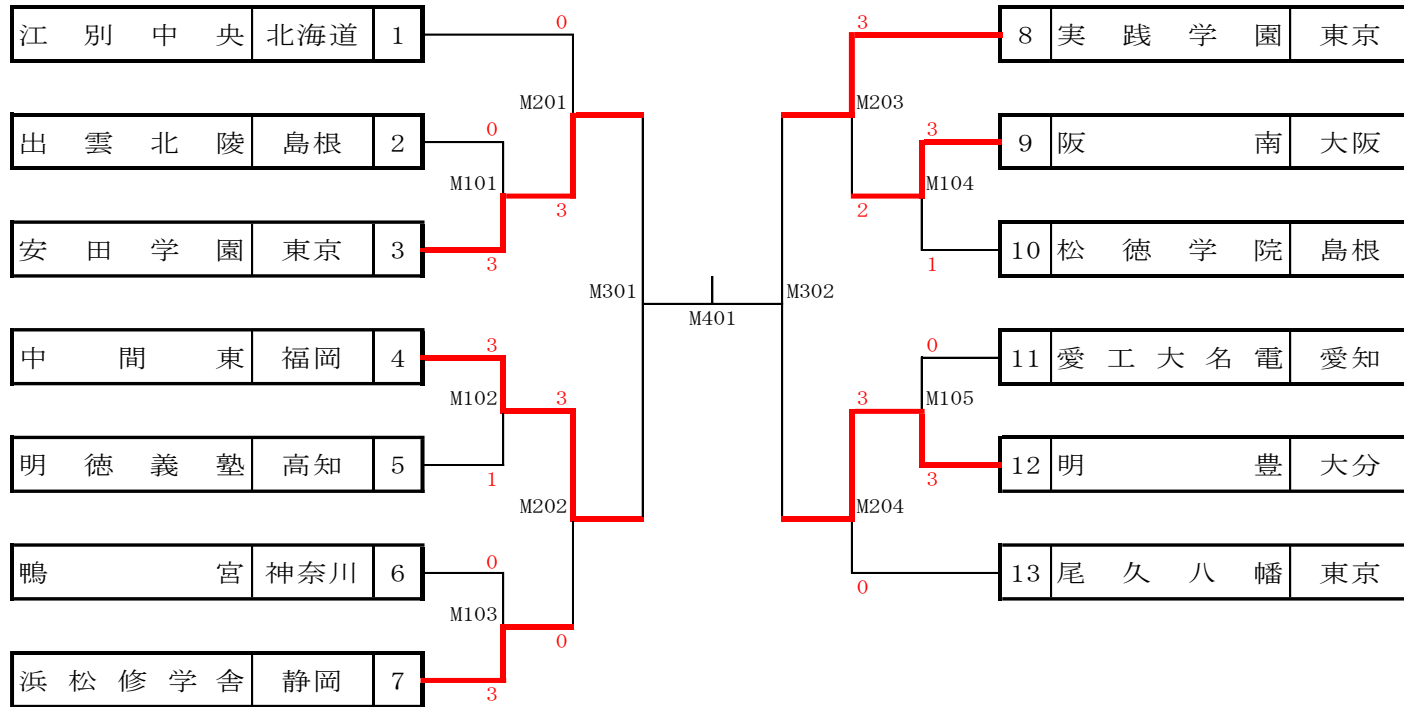 江別中央 北海道 1
0
M201
出雲北陵 島根 2
0
M101
3
安田学園 東京 3
3
M301
中間東 福岡 4
3
M102
3
明徳義塾 高知 5
1
M202
鴨宮 神奈川 6
0
M103
0
浜松修学舎 静岡 7
3
M401
3
8 実践学園 東京
M203
3
9 阪南 大阪
M104
2
1
10 松徳学院 島根
M302
0
11 愛工大名電 愛知
3
M105
12 明豊 大分
3
M204
13 尾久八幡 東京
0